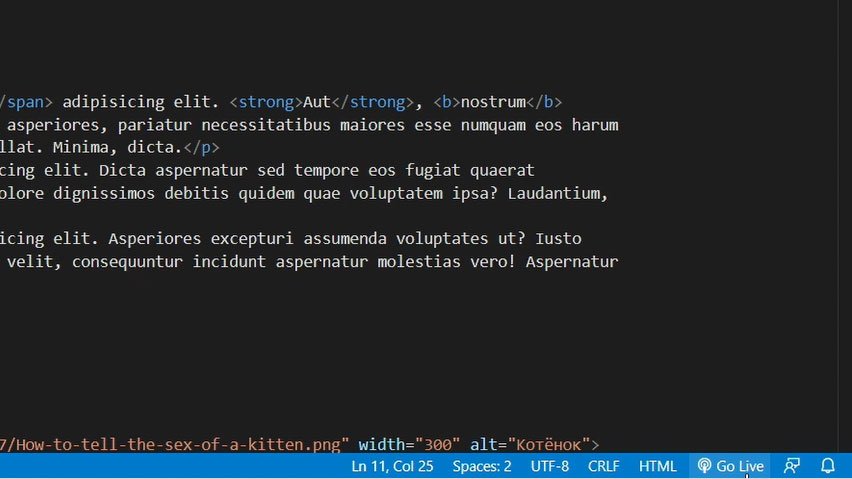 /span> adipisicing elit. <strong>Aut</strong>, <b>nostrum</b>
asperiores, pariatur necessitatibus maiores esse numquam eos harum
llat. Minima, dicta.</p>
cing elit. Dicta aspernatur sed tempore eos fugiat quaerat
olore dignissimos debitis quidem quae voluptatem ipsa? Laudantium,
icing elit. Asperiores excepturi assumenda voluptates ut? Iusto
velit, consequuntur incidunt aspernatur molestias vero! Aspernatur
7/How-to-tell-the-sex-of-a-kitten.png" width="300" alt="Котёнок">
Ln 11, Col 25 Spaces: 2 UTF-8 CRLF HTML Go Live